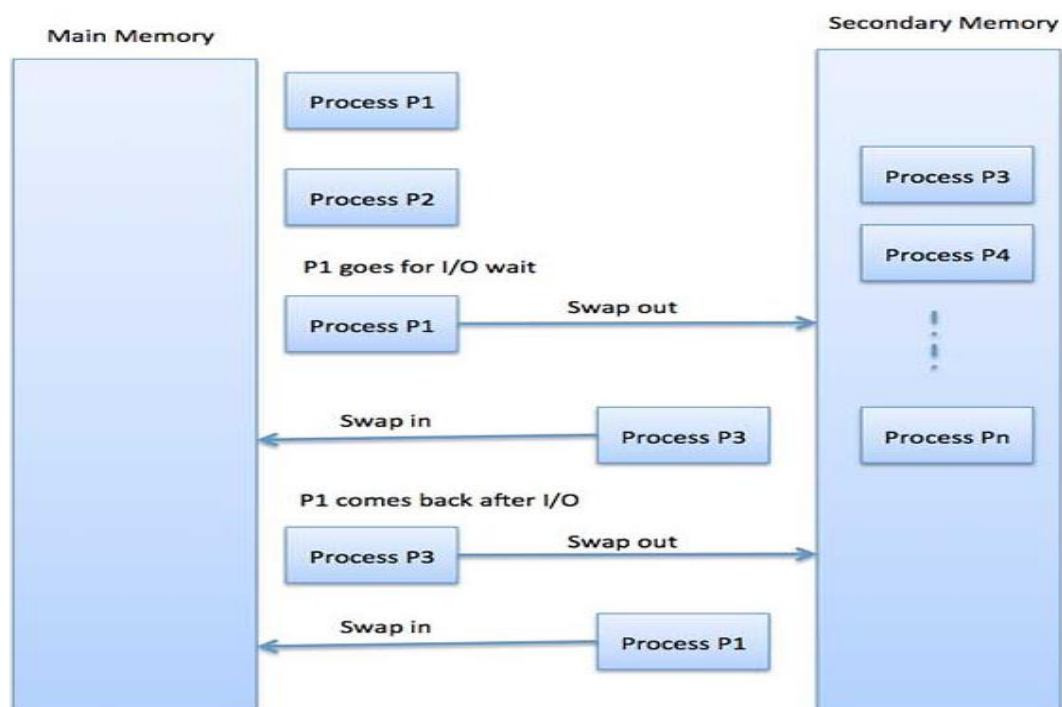 Main Memory
Secondary Memory
Process P1
Process P2
Process P3
Process P4
P1 goes for I/O wait
Process P1
Swap out
Swap in
Process P3
Process Pn
P1 comes back after I/O
Process P3
Swap out
Swap in
Process P1